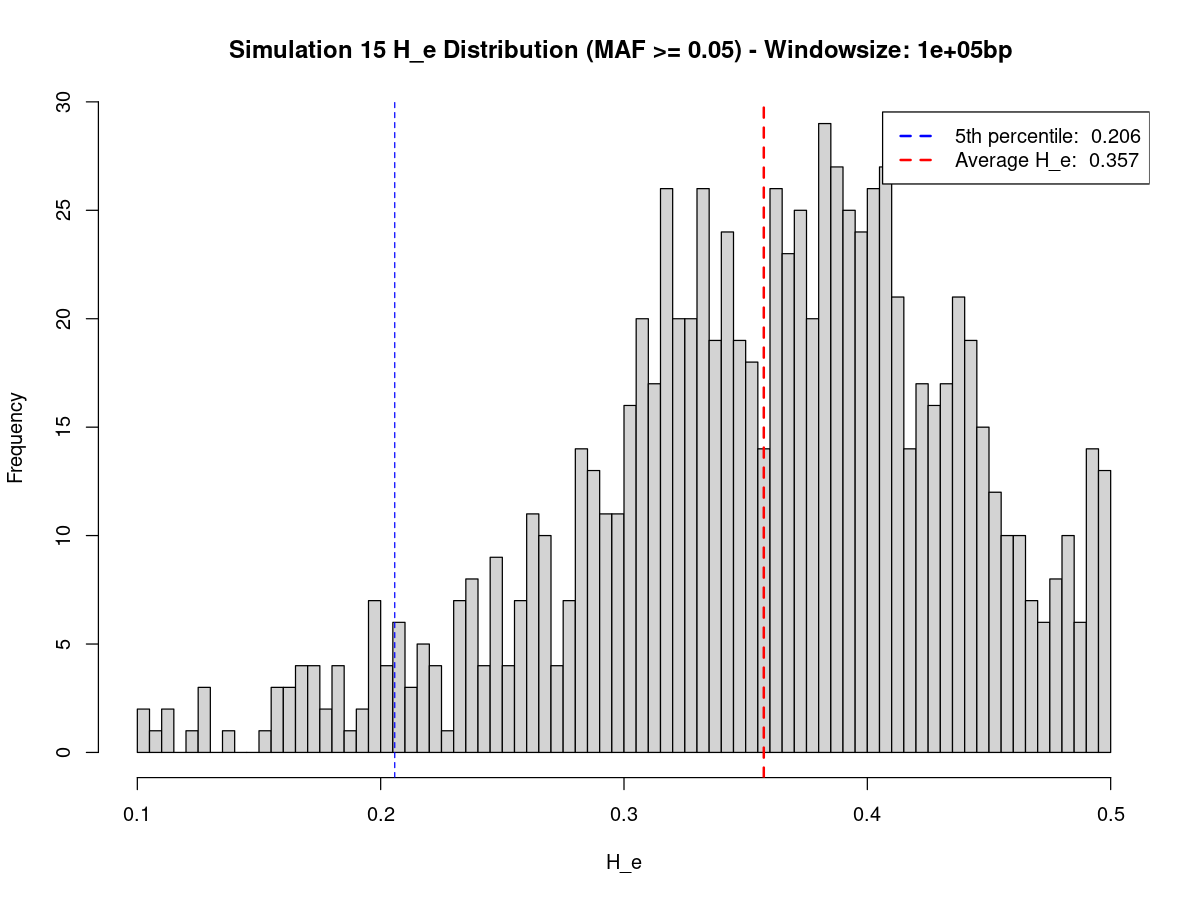 Simulation 15 H_e Distribution (MAF >= 0.05) - Windowsize: 1e+05bp
30
25
20
15
10
5
0
Frequency
5th percentile: 0.206
Average H_e: 0.357
0.1 0.2 0.3 0.4 0.5
H_e